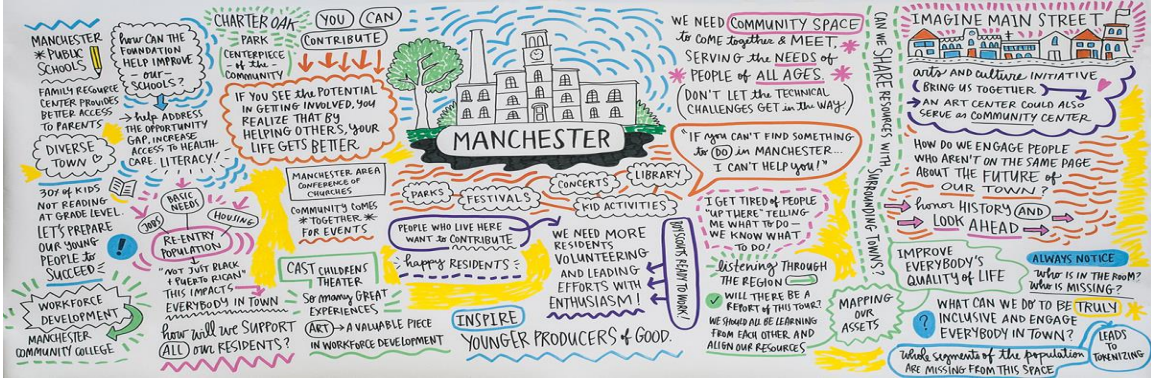 MANCHESTER
* PUBLIC
SCHOOLS
FAMILY RESOURCE
CENTER PROVIDES
BETTER ACCESS
TO PARENTS
DIVERSE
TOWN
30% OF KIDS
NOT READING
AT GRADE LEVEL.
LET'S PREPARE
OUR YOUNG
PEOPLE to
SUCCEED
!
WORKFORCE
DEVELOPMENT
MANCHESTER
COMMUNITY COLLEGE
how CAN THE
FOUNDATION
HELP IMPROVE
- our -
SCHOOLS?
→ help ADDRESS
THE OPPORTUNITY
GAP, INCREASE
ACCESS TO HEALTH-
CARE. LITERACY!
BASIC
NEEDS
JOBS
HOUSING
RE-ENTRY
POPULATION
"NOT JUST BLACK
+ PUERTO RICAN"
THIS IMPACTS
EVERYBODY IN TOWN
how will we SUPPORT
ALL OUR RESIDENTS?
CHARTER OAK
PARK
CENTERPIECE
of the
COMMUNITY
YOU CAN
CONTRIBUTE
IF YOU SEE the POTENTIAL
IN GETTING INVOLVED, YOU
REALIZE THAT BY
HELPING OTHERS, YOUR
LIFE GETS BETTER
MANCHESTER AREA
CONFERENCE OF
CHURCHES
COMMUNITY COMES
* TOGETHER *
FOR EVENTS
CAST CHILDREN'S
THEATER
So many GREAT
EXPERIENCES
ART → A VALUABLE PIECE
IN WORKFORCE DEVELOPMENT
MANCHESTER
PARKS
FESTIVALS
CONCERTS
LIBRARY
KID ACTIVITIES
PEOPLE WHO LIVE HERE
WANT to CONTRIBUTE
happy RESIDENTS
WE NEED MORE
RESIDENTS
VOLUNTEERING
AND LEADING
EFFORTS WITH
ENTHUSIASM!
BOY SCOUTS READY TO WORK!
INSPIRE
YOUNGER PRODUCERS of GOOD.
WE NEED COMMUNITY SPACE
to COME TOGETHER & MEET,
SERVING the NEEDS of
PEOPLE of ALL AGES.
(DON'T LET the TECHNICAL
CHALLENGES GET in the WAY!)
"IF you CAN'T FIND SOMETHING
to DO in MANCHESTER...
I CAN'T HELP YOU!"
I GET TIRED OF PEOPLE
"UP THERE" TELLING
ME WHAT TO DO -
WE KNOW WHAT
TO DO!
listening THROUGH
THE REGION
WILL THERE BE A
REPORT OF THIS TOUR?
WE SHOULD ALL BE LEARNING
FROM EACH OTHER, AND
ALIGN OUR RESOURCES
CAN WE SHARE RESOURCES WITH SURROUNDING TOWNS?
MAPPING
OUR
ASSETS
IMAGINE MAIN STREET
arts AND culture INITIATIVE
BRING US TOGETHER
→ AN ART CENTER COULD ALSO
SERVE as COMMUNITY CENTER
HOW DO WE ENGAGE PEOPLE
WHO AREN'T ON THE SAME PAGE
ABOUT THE FUTURE of
OUR TOWN?
honor HISTORY AND
LOOK AHEAD
IMPROVE
EVERYBODY'S
QUALITY OF LIFE
ALWAYS NOTICE
"Who is IN THE ROOM?
Who is MISSING?"
?
WHAT CAN WE DO TO BE TRULY
INCLUSIVE AND ENGAGE
EVERYBODY IN TOWN?
LEADS
TO
TOKENIZING
Whole segments of the population
ARE MISSING FROM THIS SPACE